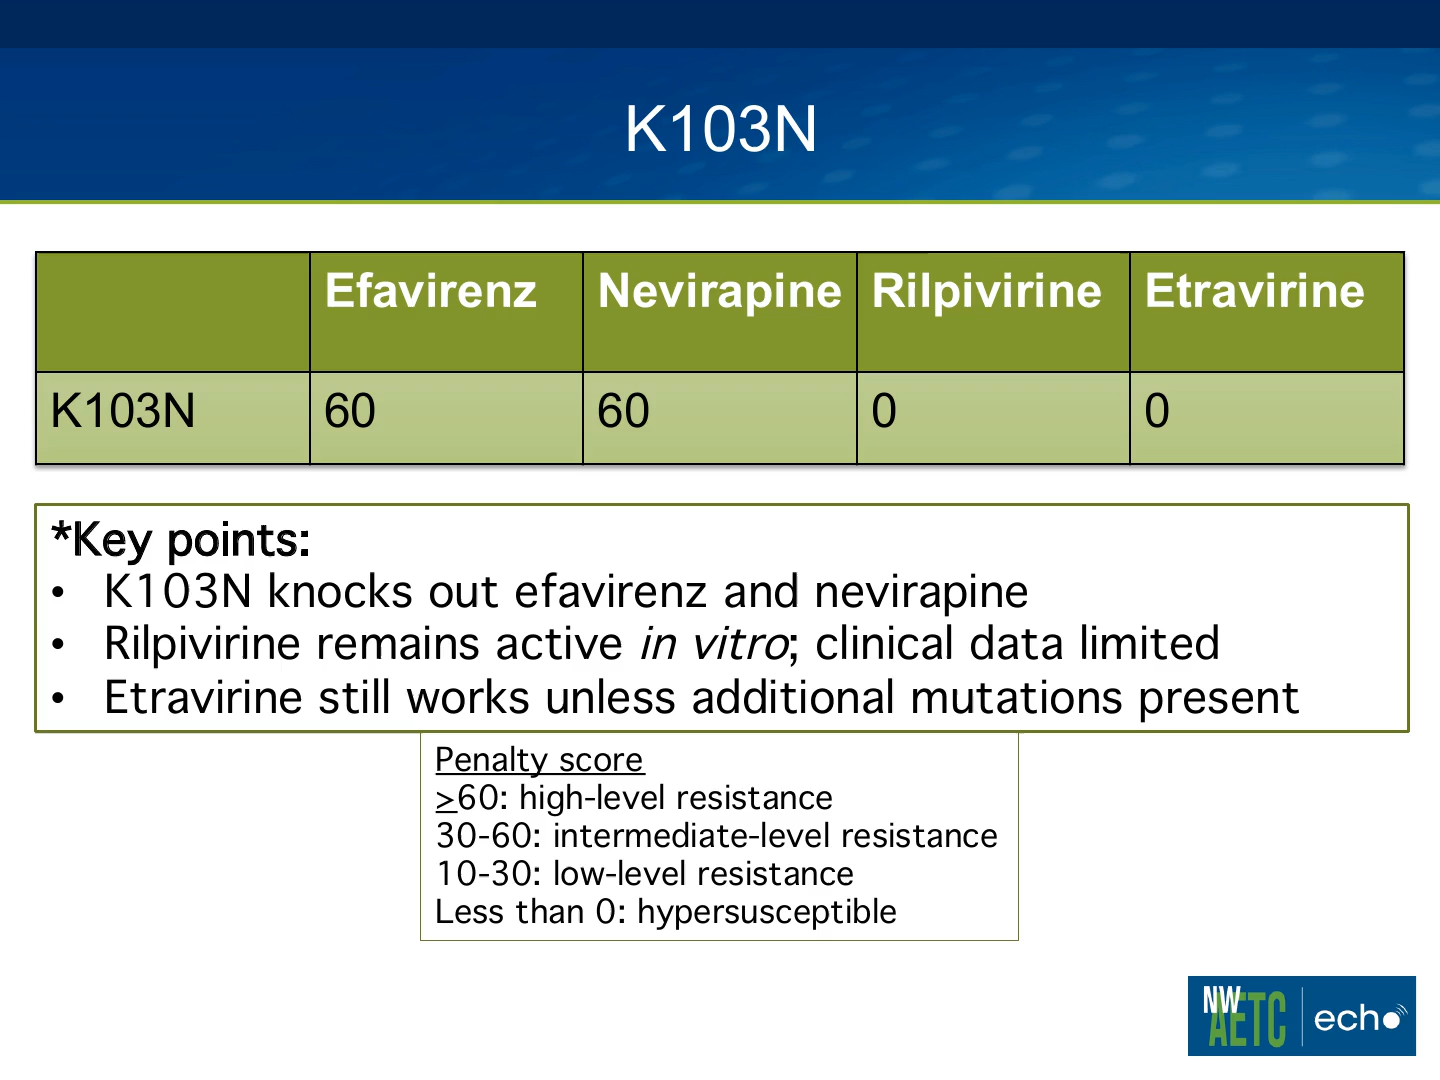 K103N
Efavirenz Nevirapine Rilpivirine Etravirine
K103N 60 60 0 0
*Key points:
• K103N knocks out efavirenz and nevirapine
• Rilpivirine remains active in vitro; clinical data limited
• Etravirine still works unless additional mutations present
Penalty score
≥60: high-level resistance
30-60: intermediate-level resistance
10-30: low-level resistance
Less than 0: hypersusceptible
NW
AETC echo